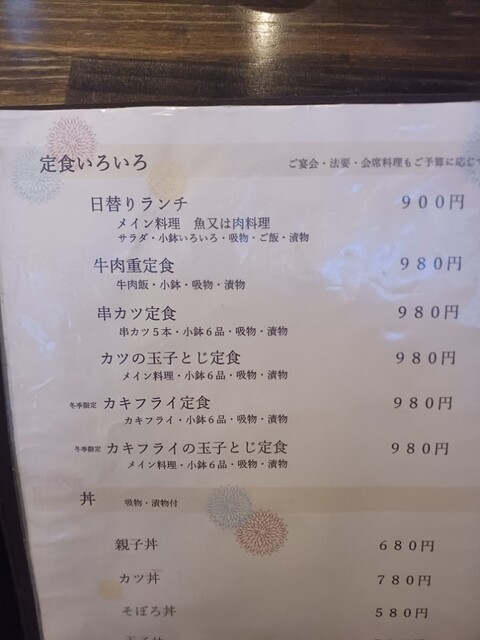 定食いろいろ
ご宴会・法要・会席料理もご予算に応じ
日替りランチ 900円
メイン料理 魚又は肉料理
サラダ・小鉢いろいろ・吸物・ご飯・漬物
牛肉重定食 980円
牛肉飯・小鉢・吸物・漬物
串カツ定食 980円
串カツ5本・小鉢6品・吸物・漬物
カツの玉子とじ定食 980円
メイン料理・小鉢6品・吸物・漬物
冬季限定 カキフライ定食 980円
カキフライ・小鉢6品・吸物・漬物
冬季限定 カキフライの玉子とじ定食 980円
メイン料理・小鉢6品・吸物・漬物
丼 吸物・漬物付
親子丼 680円
カツ丼 780円
そぼろ丼 580円